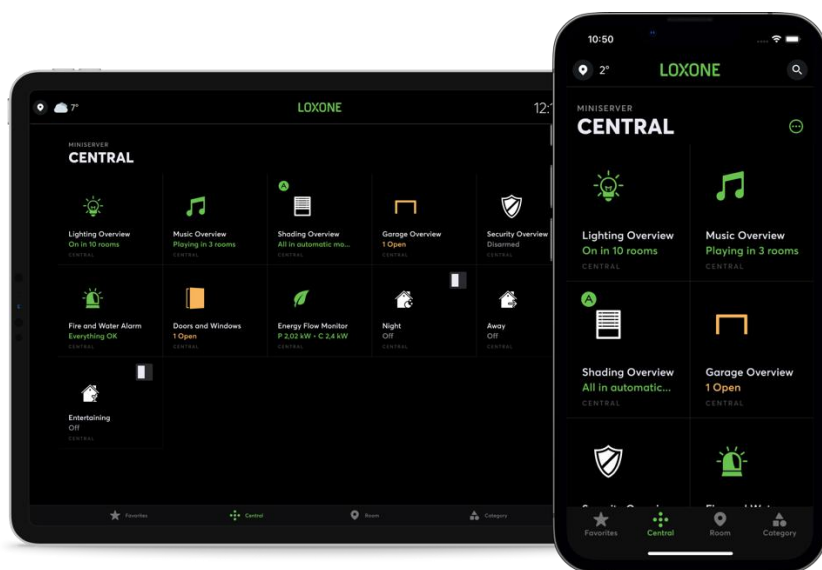 7°
LOXONE
12:1
MINISERVER
CENTRAL
Lighting Overview
On in 10 rooms
CENTRAL
Music Overview
Playing in 3 rooms
CENTRAL
A
Shading Overview
All in automatic mo...
CENTRAL
Garage Overview
1 Open
CENTRAL
Security Overview
Disarmed
CENTRAL
Fire and Water Alarm
Everything OK
CENTRAL
Doors and Windows
1 Open
CENTRAL
Energy Flow Monitor
P 2,02 kW - C 2,4 kW
CENTRAL
Night
Off
CENTRAL
Away
Off
CENTRAL
Entertaining
Off
CENTRAL
Favorites
Central
Room
Category
10:50
2°
LOXONE
MINISERVER
CENTRAL
Lighting Overview
On in 10 rooms
CENTRAL
Music Overview
Playing in 3 rooms
CENTRAL
A
Shading Overview
All in automatic...
CENTRAL
Garage Overview
1 Open
CENTRAL
Favorites
Central
Room
Category